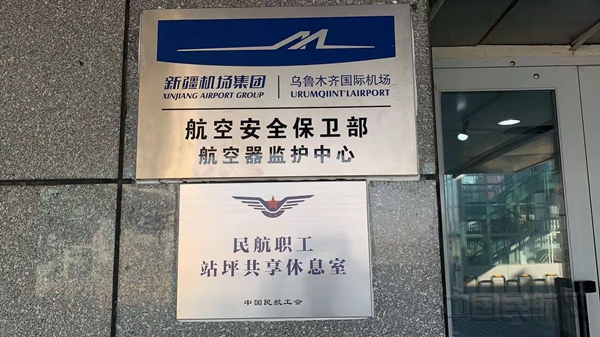 新疆机场集团 乌鲁木齐国际机场
XINJIANG AIRPORT GROUP URUMQIINT'LAIRPORT
航空安全保卫部
航空器监护中心
民航职工
站坪共享休息室
中国民航工会